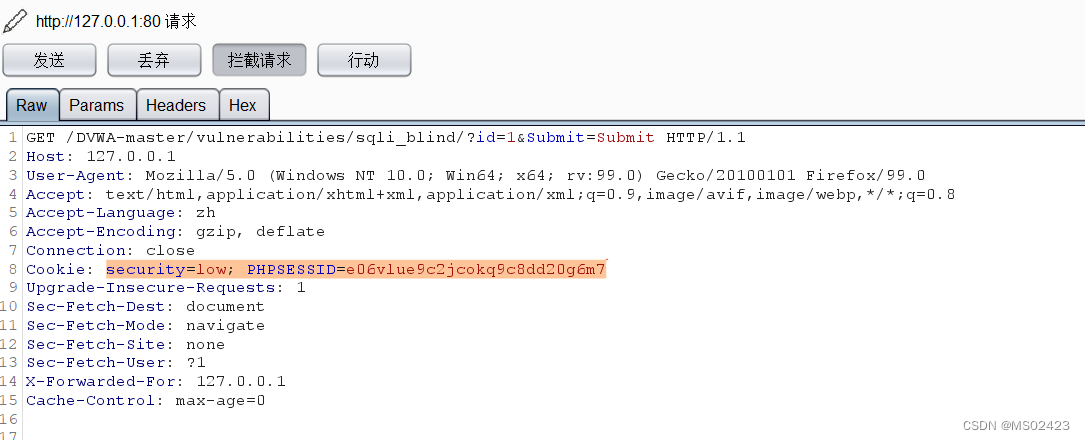 http://127.0.0.1:80 请求
发送 丢弃 拦截请求 行动
Raw Params Headers Hex
1 GET /DVWA-master/vulnerabilities/sqli_blind/?id=1&Submit=Submit HTTP/1.1
2 Host: 127.0.0.1
3 User-Agent: Mozilla/5.0 (Windows NT 10.0; Win64; x64; rv:99.0) Gecko/20100101 Firefox/99.0
4 Accept: text/html,application/xhtml+xml,application/xml;q=0.9,image/avif,image/webp,*/*;q=0.8
5 Accept-Language: zh
6 Accept-Encoding: gzip, deflate
7 Connection: close
8 Cookie: security=low; PHPSESSID=e06vlue9c2jcokq9c8dd20g6m7
9 Upgrade-Insecure-Requests: 1
10 Sec-Fetch-Dest: document
11 Sec-Fetch-Mode: navigate
12 Sec-Fetch-Site: none
13 Sec-Fetch-User: ?1
14 X-Forwarded-For: 127.0.0.1
15 Cache-Control: max-age=0
16
17
CSDN @MS02423